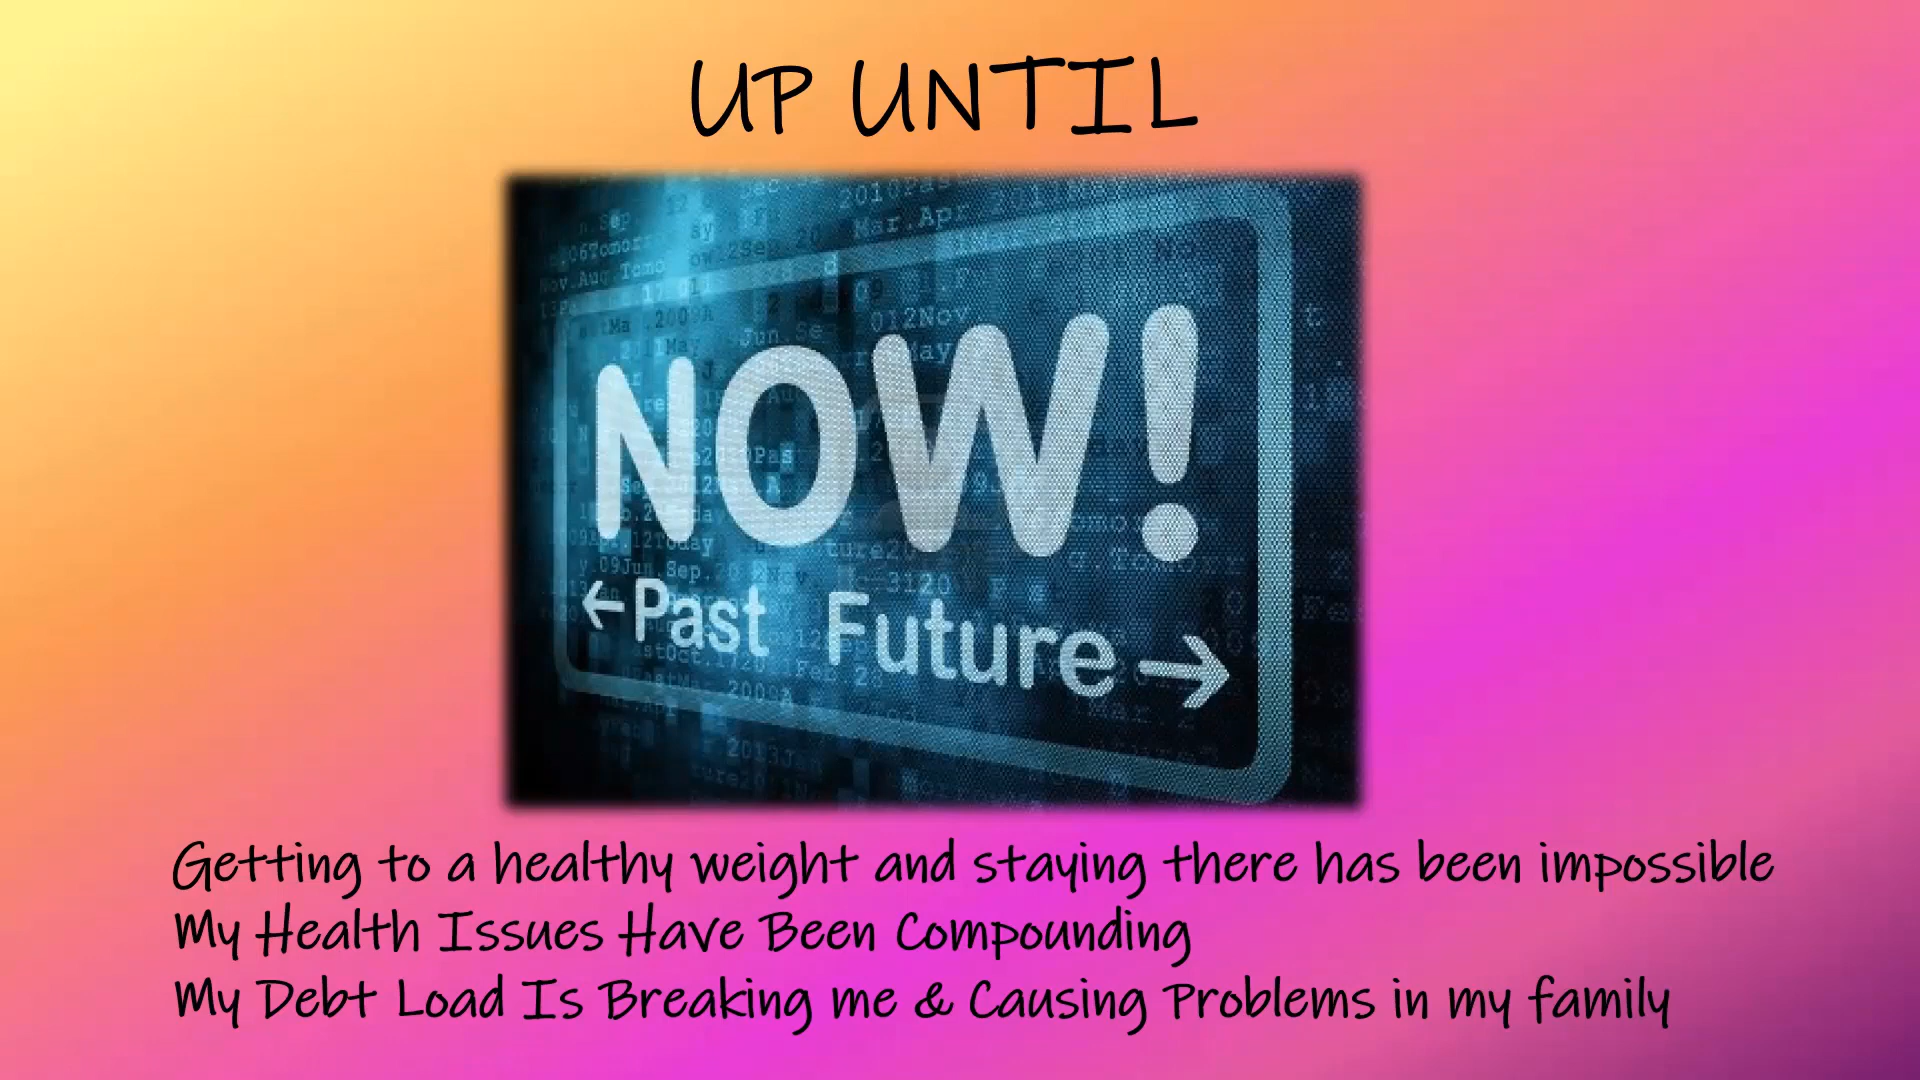 UP UNTIL
NOW!
←Past Future→
Getting to a healthy weight and staying there has been impossible
My Health Issues Have Been Compounding
My Debt Load Is Breaking me & Causing Problems in my family